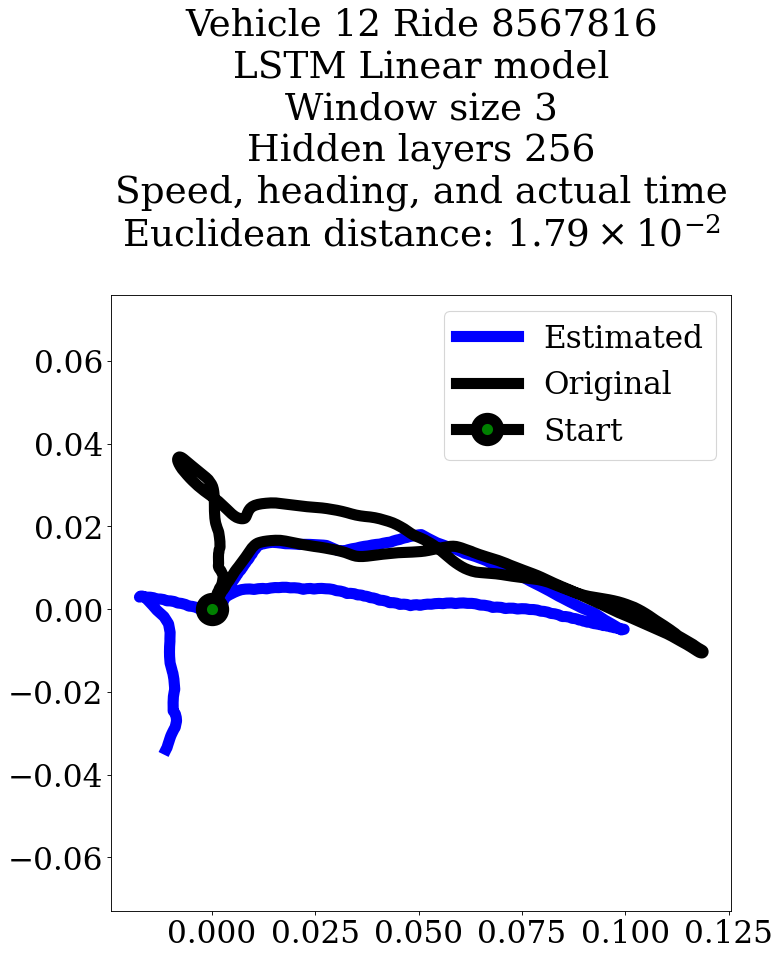 Vehicle 12 Ride 8567816
LSTM Linear model
Window size 3
Hidden layers 256
Speed, heading, and actual time
Euclidean distance: 1.79 × 10⁻²
Estimated
Original
Start
0.06
0.04
0.02
0.00
−0.02
−0.04
−0.06
0.000 0.025 0.050 0.075 0.100 0.125